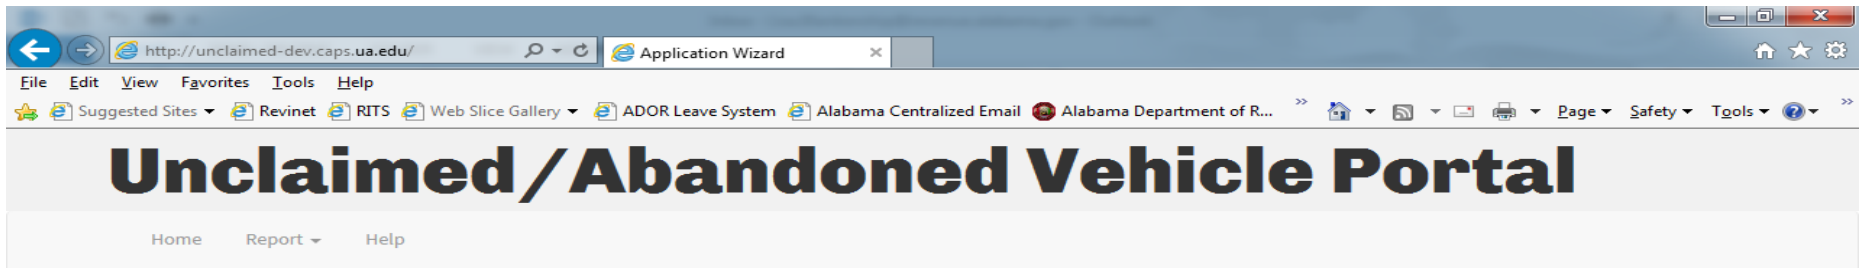 http://unclaimed-dev.caps.ua.edu/ Application Wizard
File Edit View Favorites Tools Help
Suggested Sites Revinet RITS Web Slice Gallery ADOR Leave System Alabama Centralized Email Alabama Department of R... Page Safety Tools
Unclaimed/Abandoned Vehicle Portal
Home Report Help